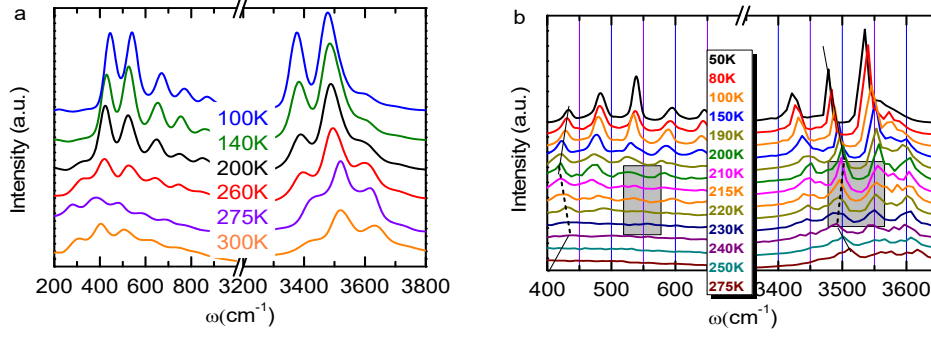 a
Intensity (a.u.)
100K
140K
200K
260K
275K
300K
200 400 600 800 3200 3400 3600 3800
ω(cm-1)
b
Intensity (a.u.)
50K
80K
100K
150K
190K
200K
210K
215K
220K
230K
240K
250K
275K
400 500 600 3400 3500 3600
ω(cm-1)